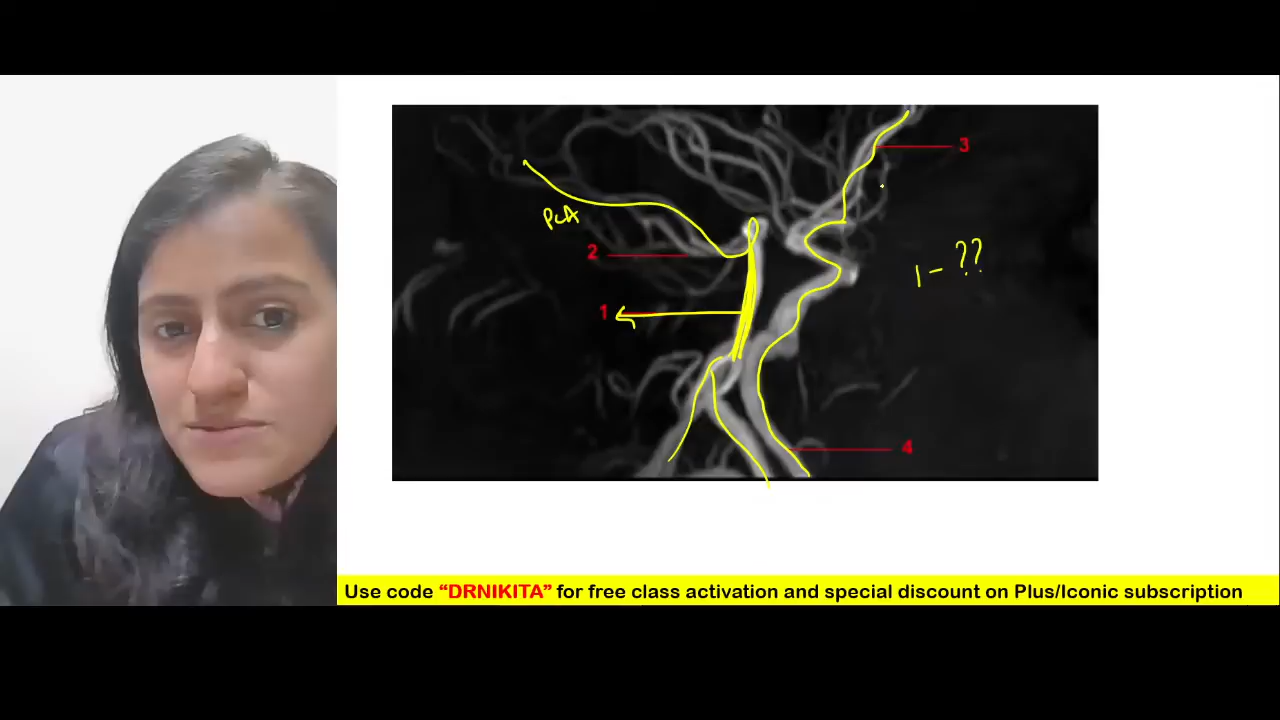 3
PCA
2
1 - ??
1
4
Use code “DRNIKITA” for free class activation and special discount on Plus/Iconic subscription